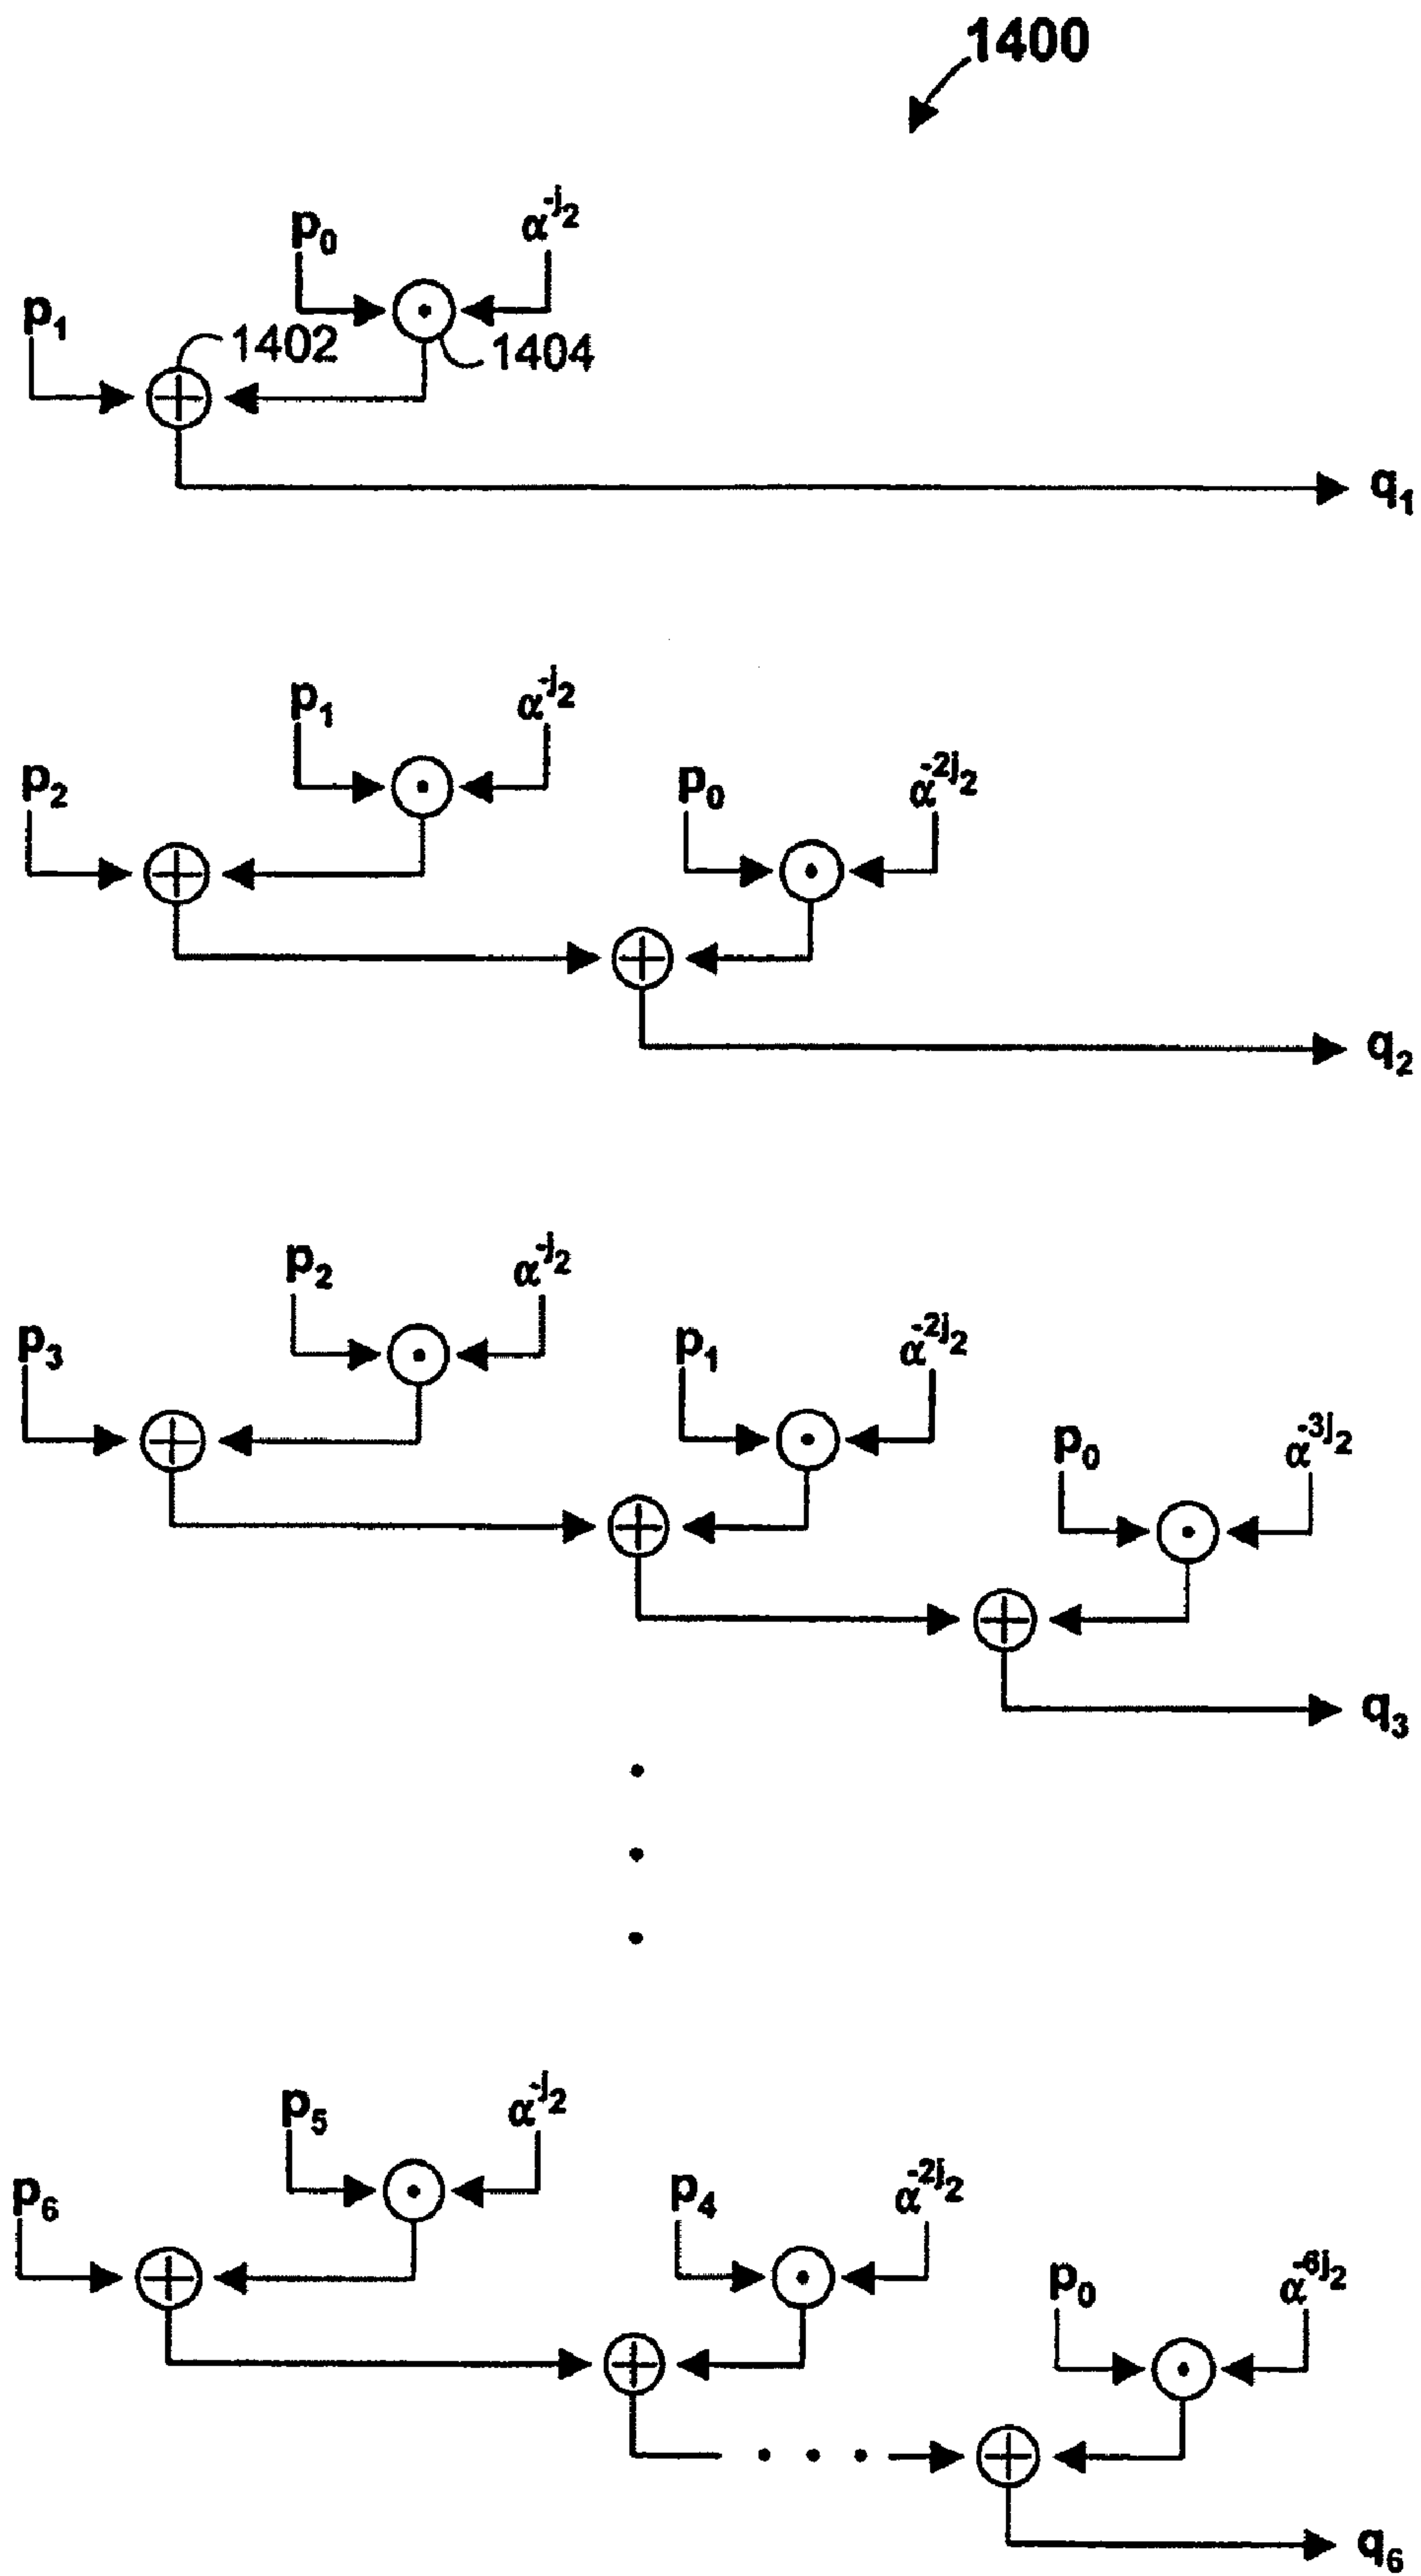 1400
p₀ α^-j₂
p₁ 1402 1404
q₁
p₁ α^-j₂
p₂ p₀ α^-2j₂
q₂
p₂ α^-j₂
p₃ p₁ α^-2j₂
p₀ α^-3j₂
q₃
p₅ α^-j₂
p₆ p₄ α^-2j₂
p₀ α^-6j₂
q₆